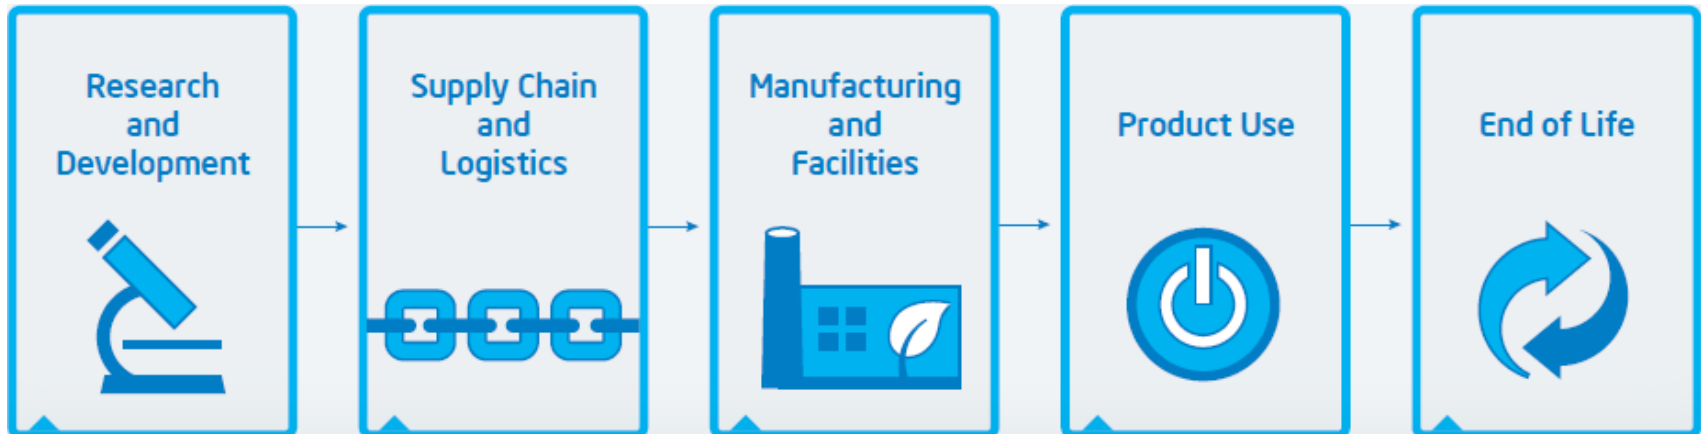 Research
and
Development
Supply Chain
and
Logistics
Manufacturing
and
Facilities
Product Use
End of Life